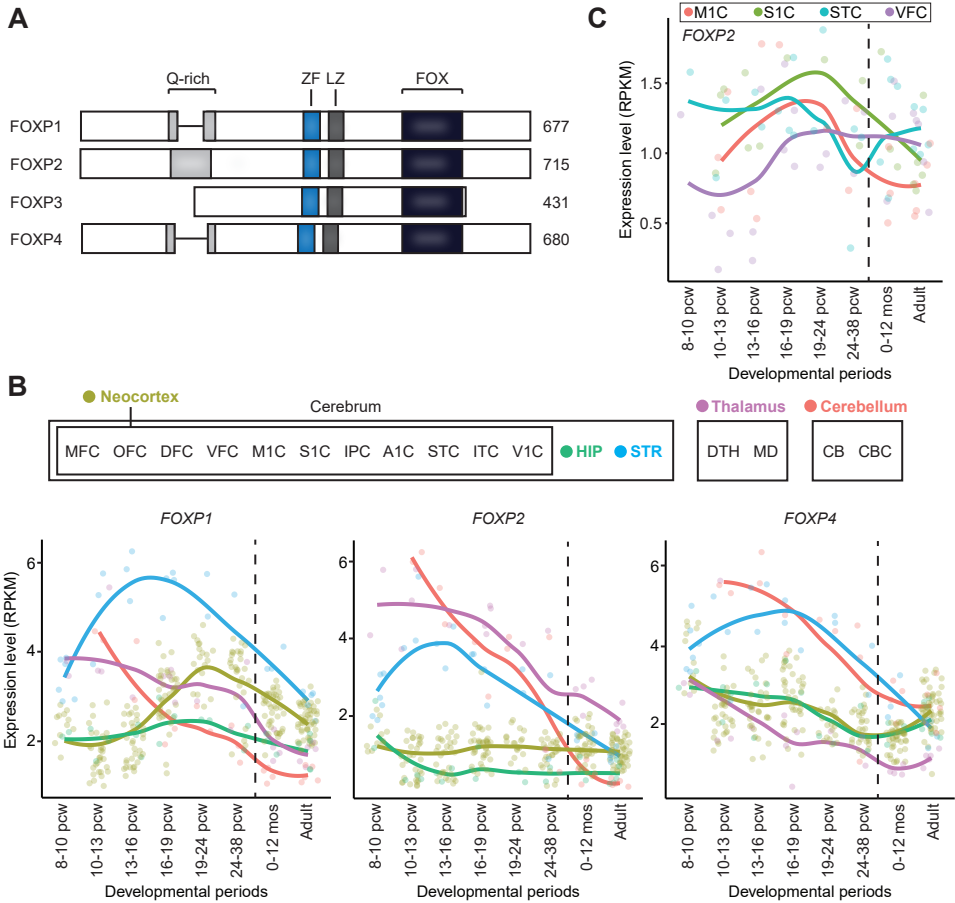 A
Q-rich ZF LZ FOX
FOXP1 677
FOXP2 715
FOXP3 431
FOXP4 680
C
M1C S1C STC VFC
FOXP2
Expression level (RPKM)
1.5
1.0
0.5
8-10 pcw
10-13 pcw
13-16 pcw
16-19 pcw
19-24 pcw
24-38 pcw
0-12 mos
Adult
Developmental periods
B
Neocortex
Cerebrum
MFC OFC DFC VFC M1C S1C IPC A1C STC ITC V1C HIP STR
Thalamus
DTH MD
Cerebellum
CB CBC
FOXP1
Expression level (RPKM)
6
4
2
8-10 pcw
10-13 pcw
13-16 pcw
16-19 pcw
19-24 pcw
24-38 pcw
0-12 mos
Adult
Developmental periods
FOXP2
6
4
2
8-10 pcw
10-13 pcw
13-16 pcw
16-19 pcw
19-24 pcw
24-38 pcw
0-12 mos
Adult
Developmental periods
FOXP4
6
4
2
8-10 pcw
10-13 pcw
13-16 pcw
16-19 pcw
19-24 pcw
24-38 pcw
0-12 mos
Adult
Developmental periods